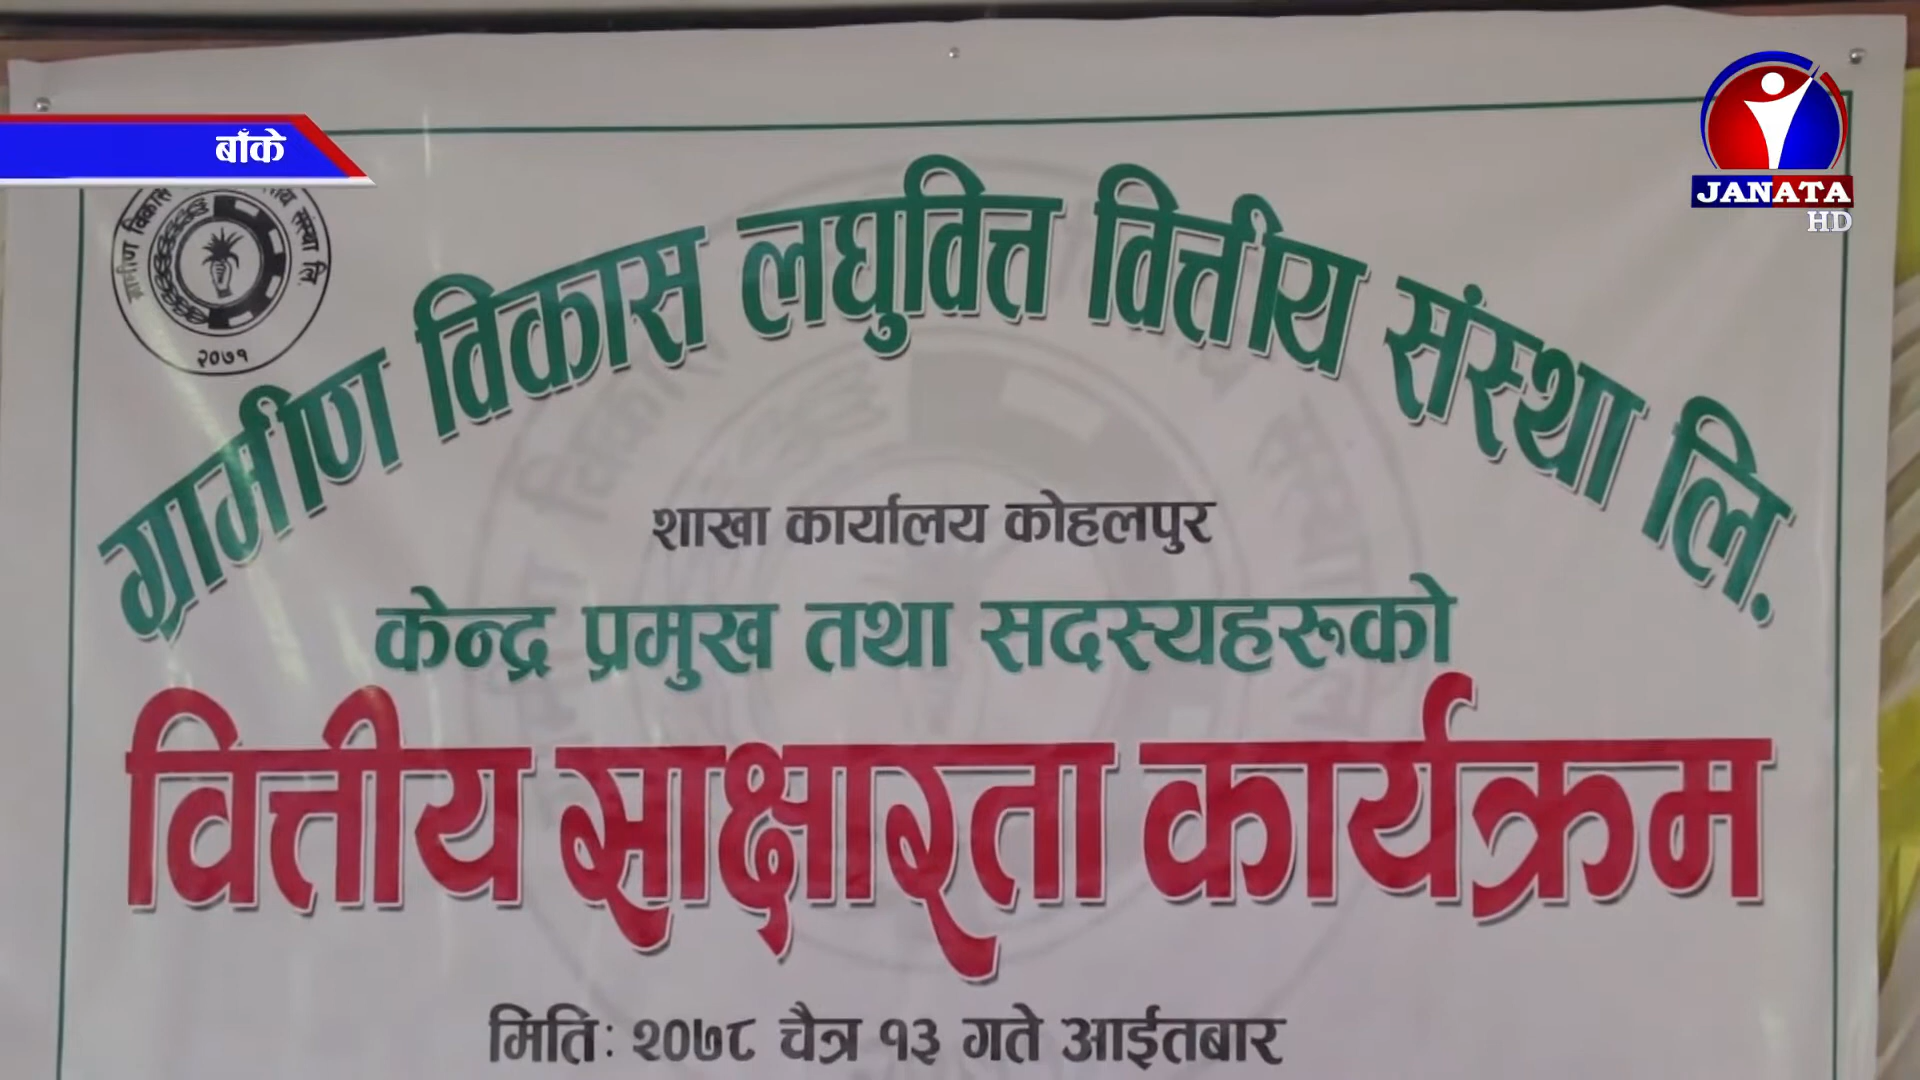 बाँके
JANATA
HD
ग्रामीण विकास लघुवित्त वित्तीय संस्था लि.
२०७१
शाखा कार्यालय कोहलपुर
केन्द्र प्रमुख तथा सदस्यहरुको
वित्तीय साक्षारता कार्यक्रम
मिति: २०७८ चैत्र १३ गते आईतबार